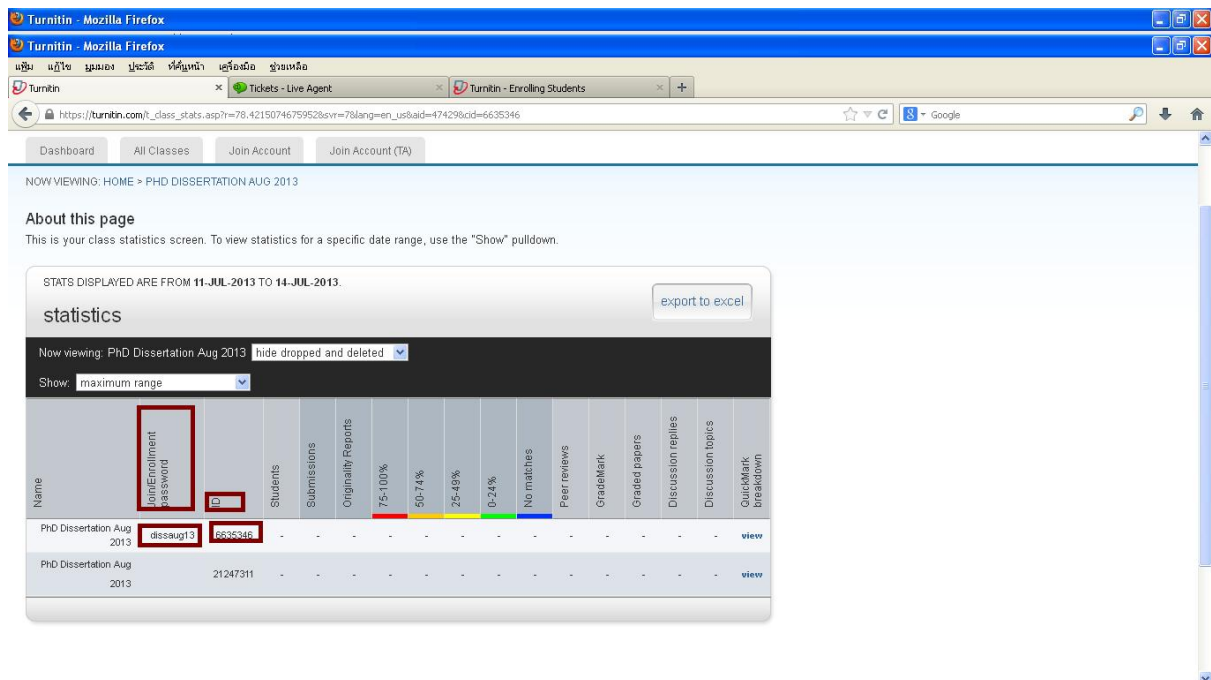 Turnitin - Mozilla Firefox
Turnitin - Mozilla Firefox
แฟ้ม แก้ไข มุมมอง ประวัติ ที่คั่นหน้า เครื่องมือ ช่วยเหลือ
Turnitin × Tickets - Live Agent × Turnitin - Enrolling Students × +
https://turnitin.com/t_class_stats.asp?r=78.4215074675952&svr=7&lang=en_us&aid=47429&cid=6635346 Google
Dashboard All Classes Join Account Join Account (TA)
NOW VIEWING: HOME > PHD DISSERTATION AUG 2013
About this page
This is your class statistics screen. To view statistics for a specific date range, use the "Show" pulldown.
STATS DISPLAYED ARE FROM 11-JUL-2013 TO 14-JUL-2013.
export to excel
statistics
Now viewing: PhD Dissertation Aug 2013 hide dropped and deleted
Show: maximum range
Name
Join/Enrollment
password
ID
Students
Submissions
Originality Reports
75-100%
50-74%
25-49%
0-24%
No matches
Peer reviews
GradeMark
Graded papers
Discussion replies
Discussion topics
QuickMark
breakdown
PhD Dissertation Aug
2013 dissaug13 6635346 - - - - - - - - - - - - - view
PhD Dissertation Aug
2013 21247311 - - - - - - - - - - - - - view